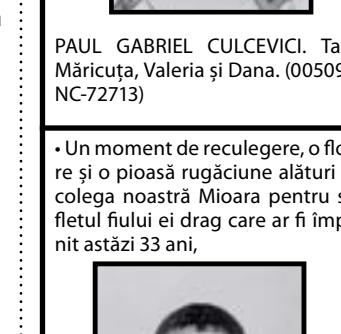 PAUL GABRIEL CULCEVICI. Ta
Măricuța, Valeria și Dana. (00509
NC-72713)
• Un moment de reculegere, o flo
re și o pioasă rugăciune alături
colega noastră Mioara pentru s
fletul fiului ei drag care ar fi împ
nit astăzi 33 ani,